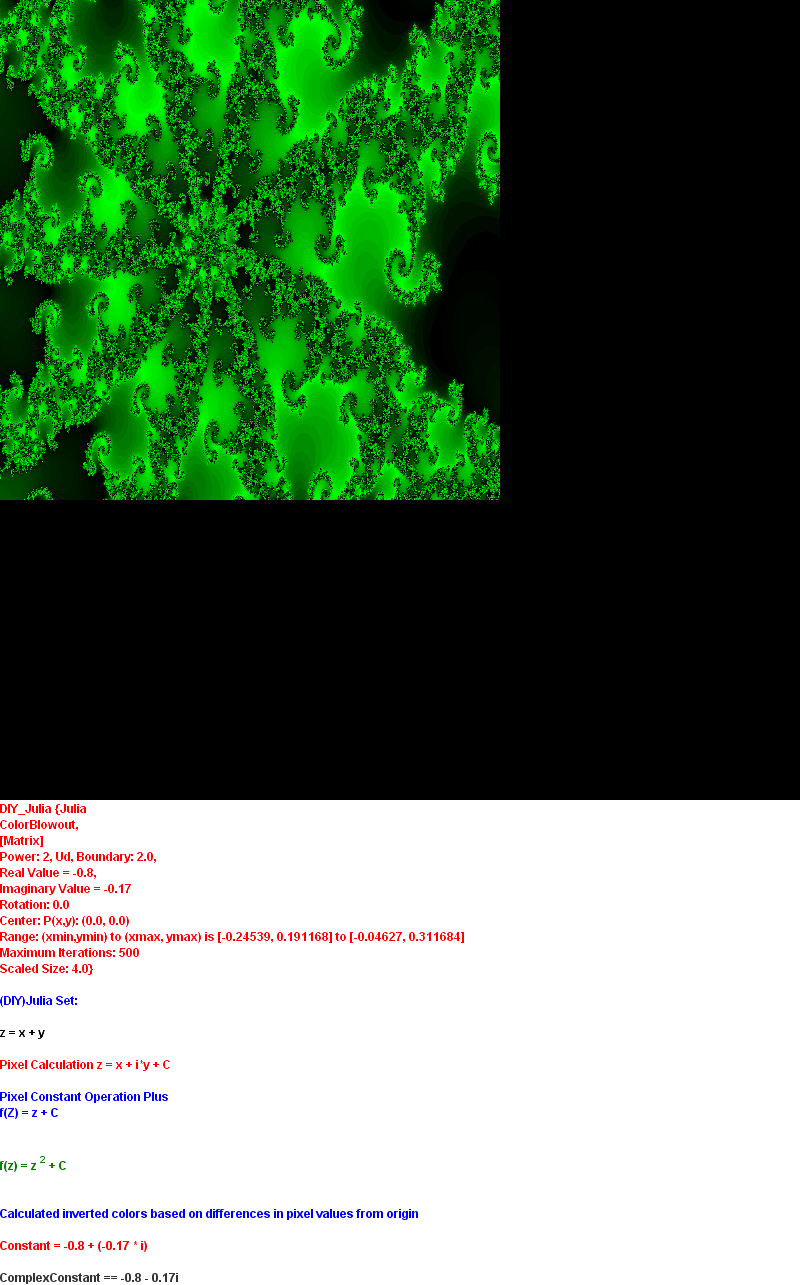 DIY_Julia {Julia
ColorBlowout,
[Matrix]
Power: 2, Ud, Boundary: 2.0,
Real Value = -0.8,
Imaginary Value = -0.17
Rotation: 0.0
Center: P(x,y): (0.0, 0.0)
Range: (xmin,ymin) to (xmax, ymax) is [-0.24539, 0.191168] to [-0.04627, 0.311684]
Maximum Iterations: 500
Scaled Size: 4.0}
(DIY)Julia Set:
z = x + y
Pixel Calculation z = x + i*y + C
Pixel Constant Operation Plus
f(Z) = z + C
f(z) = z 2 + C
Calculated inverted colors based on differences in pixel values from origin
Constant = -0.8 + (-0.17 * i)
ComplexConstant == -0.8 - 0.17i